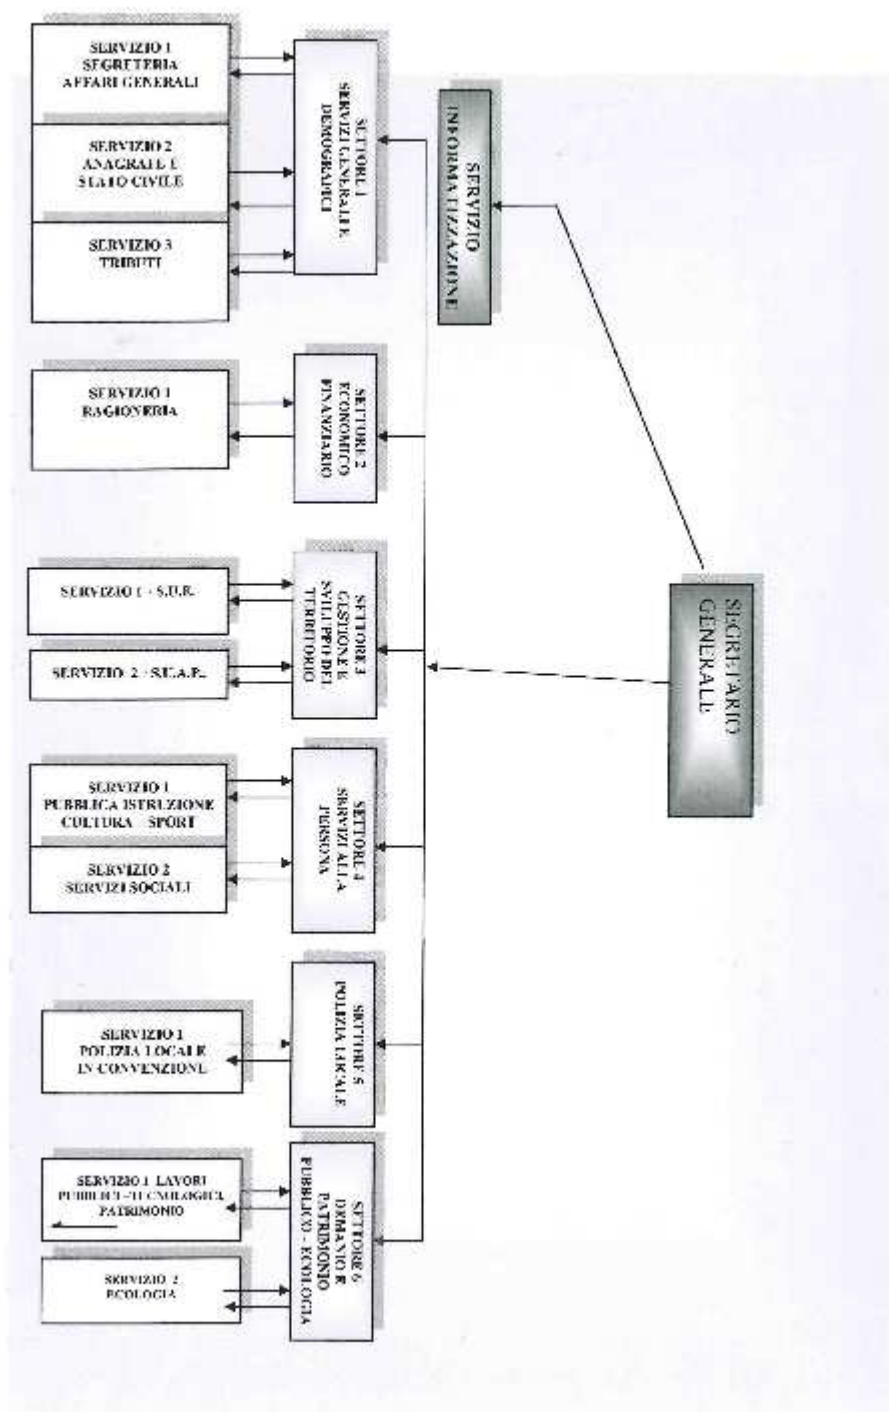 SEGRETARIO
GENERALE
SERVIZIO
INFORMATIZZAZIONE
SETTORE 1
SERVIZI GENERALI E
DEMOGRAFICI
SERVIZIO 1
SEGRETERIA
AFFARI GENERALI
SERVIZIO 2
ANAGRAFE E
STATO CIVILE
SERVIZIO 3
TRIBUTI
SETTORE 2
ECONOMICO
FINANZIARIO
SERVIZIO 1
RAGIONERIA
SETTORE 3
GESTIONE E
SVILUPPO DEL
TERRITORIO
SERVIZIO 1 - S.U.E.
SERVIZIO 2 - S.U.A.P.
SETTORE 4
SERVIZI ALLA
PERSONA
SERVIZIO 1
PUBBLICA ISTRUZIONE
CULTURA - SPORT
SERVIZIO 2
SERVIZI SOCIALI
SETTORE 5
POLIZIA LOCALE
SERVIZIO 1
POLIZIA LOCALE
IN CONVENZIONE
SETTORE 6
DEMANIO E
PATRIMONIO
PUBBLICO - ECOLOGIA
SERVIZIO 1 LAVORI
PUBBLICI - TECNOLOGICI,
PATRIMONIO
SERVIZIO 2
ECOLOGIA